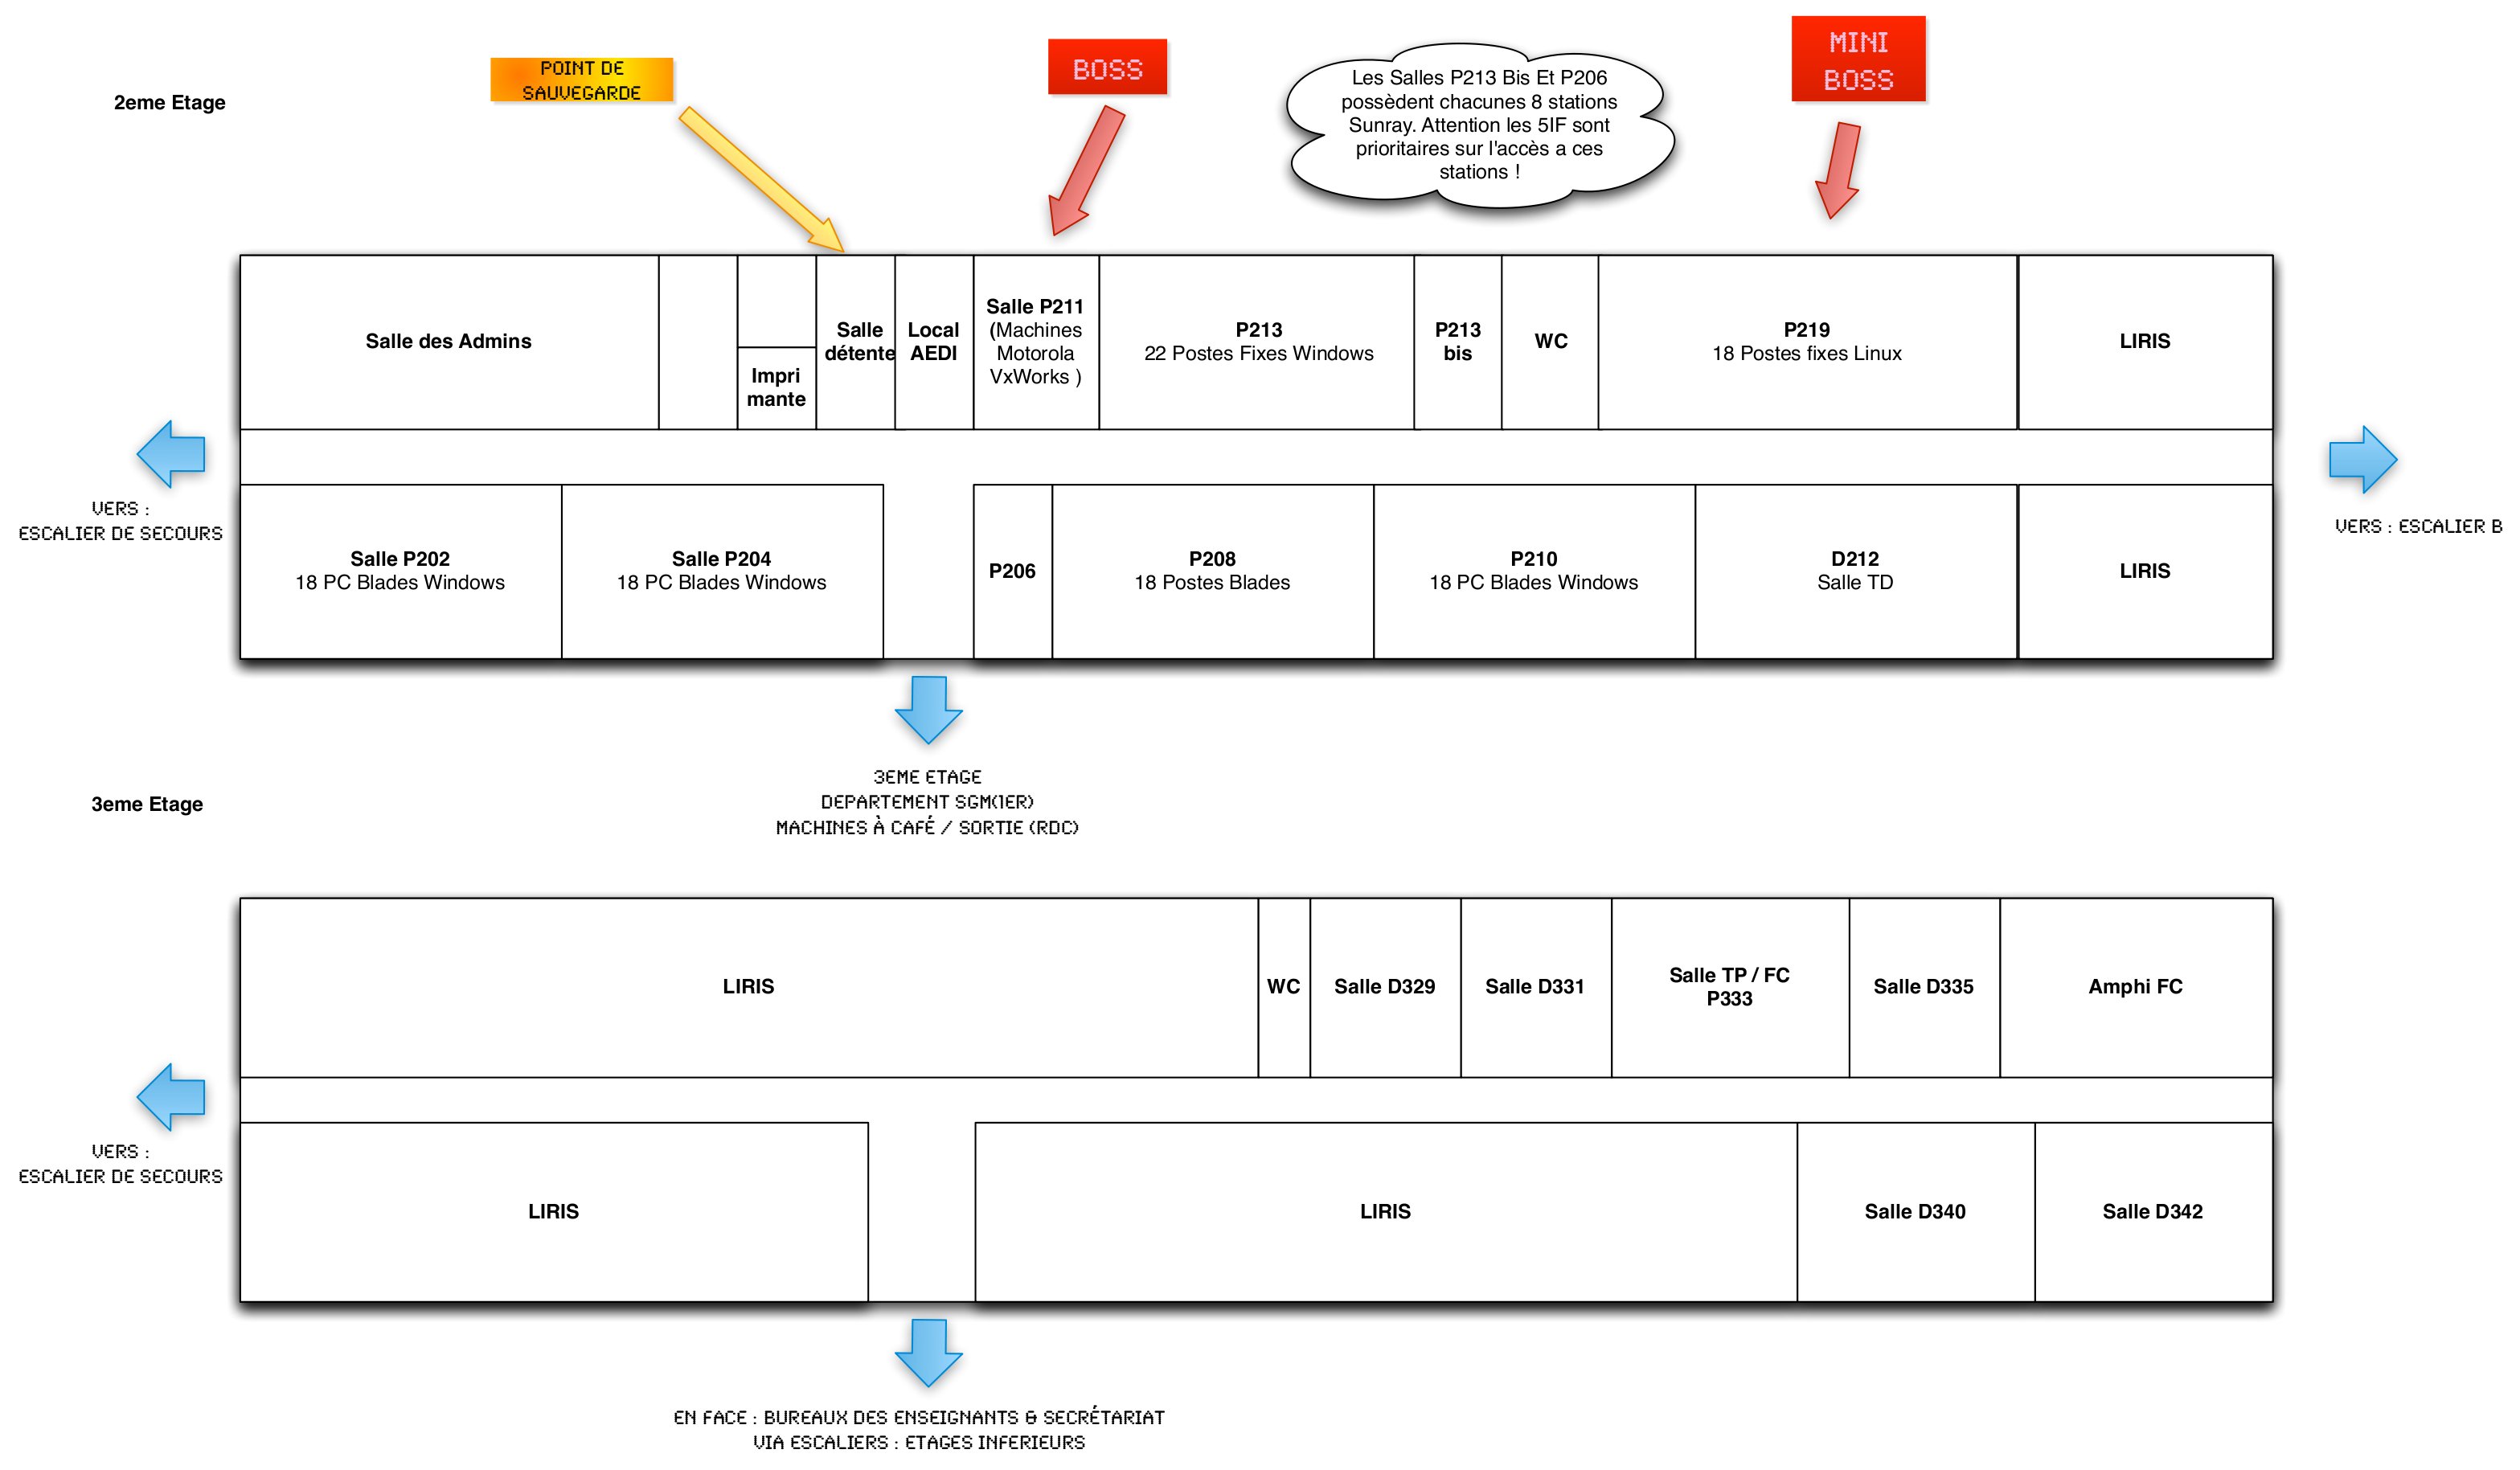 2eme Etage
POINT DE
SAUVEGARDE
BOSS
Les Salles P213 Bis Et P206
possèdent chacunes 8 stations
Sunray. Attention les 5IF sont
prioritaires sur l'accès a ces
stations !
MINI
BOSS
Salle des Admins
Impri
mante
Salle
détente
Local
AEDI
Salle P211
(Machines
Motorola
VxWorks )
P213
22 Postes Fixes Windows
P213
bis
WC
P219
18 Postes fixes Linux
LIRIS
VERS :
ESCALIER DE SECOURS
VERS : ESCALIER B
Salle P202
18 PC Blades Windows
Salle P204
18 PC Blades Windows
P206
P208
18 Postes Blades
P210
18 PC Blades Windows
D212
Salle TD
LIRIS
3EME ETAGE
DEPARTEMENT SGM(1ER)
MACHINES À CAFÉ / SORTIE (RDC)
3eme Etage
LIRIS
WC
Salle D329
Salle D331
Salle TP / FC
P333
Salle D335
Amphi FC
VERS :
ESCALIER DE SECOURS
LIRIS
LIRIS
Salle D340
Salle D342
EN FACE : BUREAUX DES ENSEIGNANTS & SECRÉTARIAT
VIA ESCALIERS : ETAGES INFERIEURS